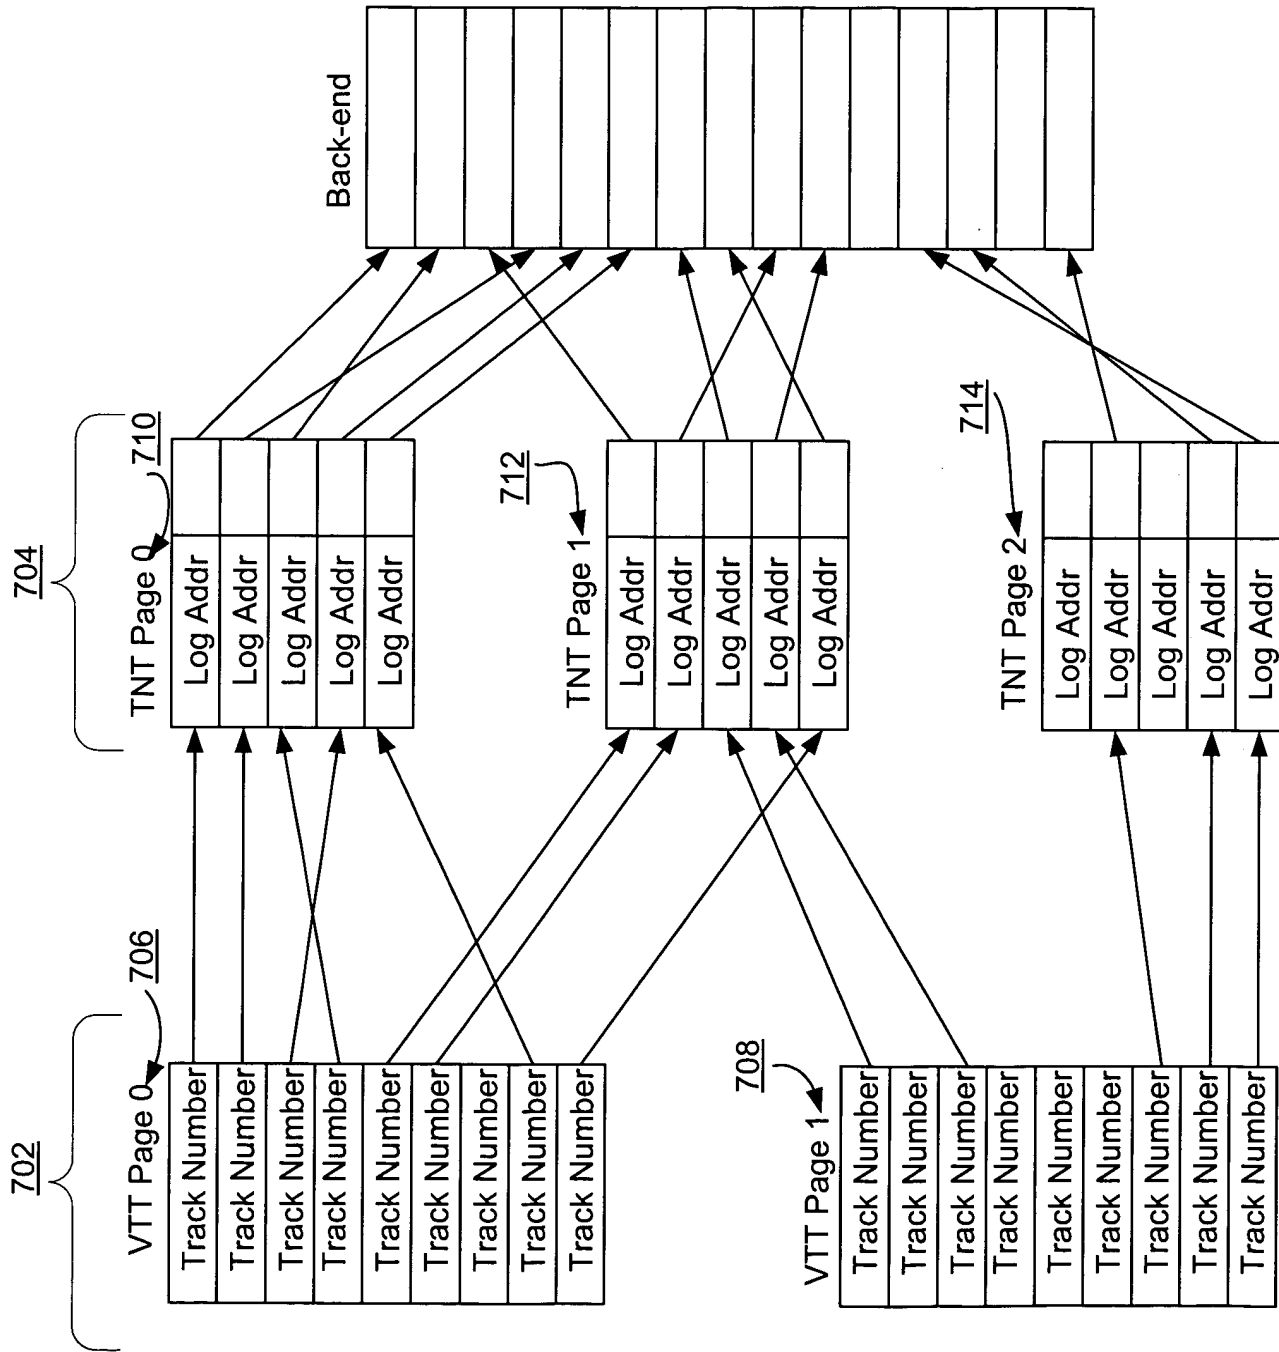 702
VTT Page 0
706
Track Number
Track Number
Track Number
Track Number
Track Number
Track Number
Track Number
Track Number
Track Number
VTT Page 1
708
Track Number
Track Number
Track Number
Track Number
Track Number
Track Number
Track Number
Track Number
Track Number
704
TNT Page 0
710
Log Addr
Log Addr
Log Addr
Log Addr
Log Addr
TNT Page 1
712
Log Addr
Log Addr
Log Addr
Log Addr
Log Addr
TNT Page 2
714
Log Addr
Log Addr
Log Addr
Log Addr
Log Addr
Back-end